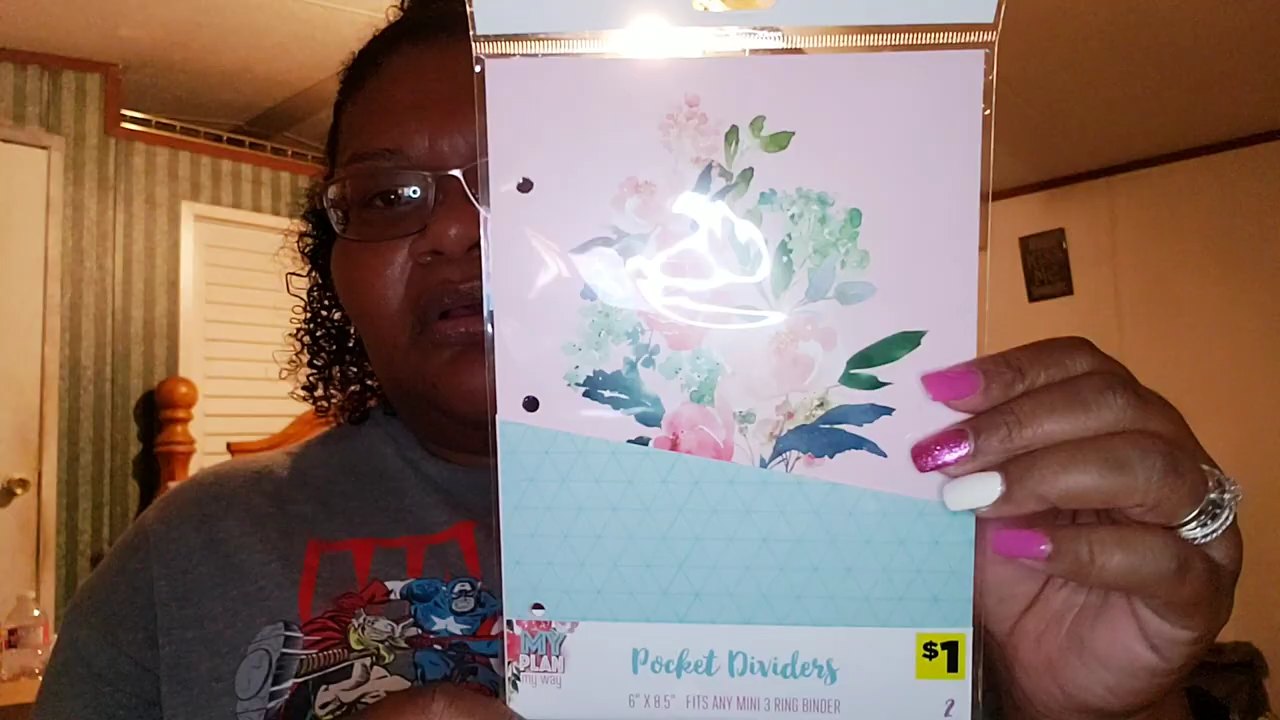 MY
PLAN
my way
Pocket Dividers
$1
6" X 8 5" FITS ANY MINI 3 RING BINDER
2